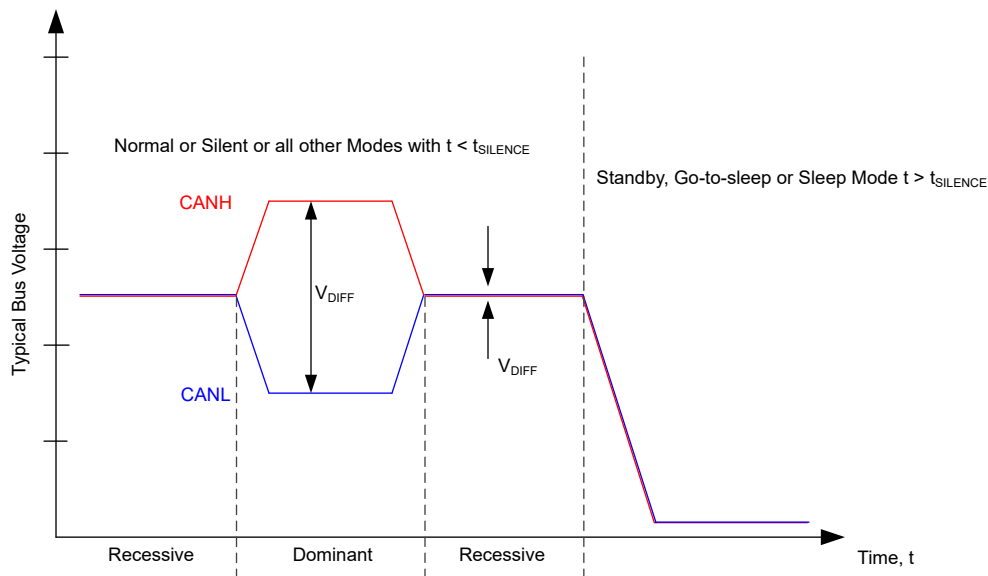 Normal or Silent or all other Modes with t < tSILENCE
Standby, Go-to-sleep or Sleep Mode t > tSILENCE
CANH
Typical Bus Voltage
VDIFF
VDIFF
CANL
Recessive
Dominant
Recessive
Time, t